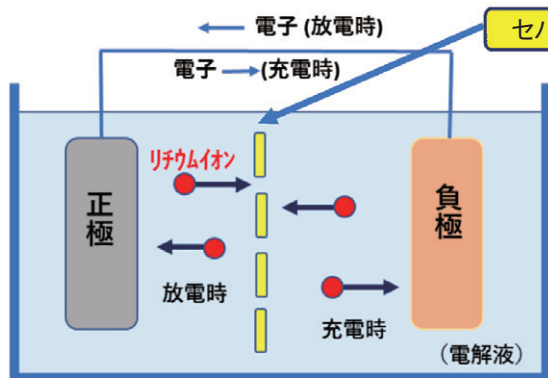 電子 (放電時)
電子 (充電時)
セパ
リチウムイオン
正極
負極
放電時
充電時
(電解液)